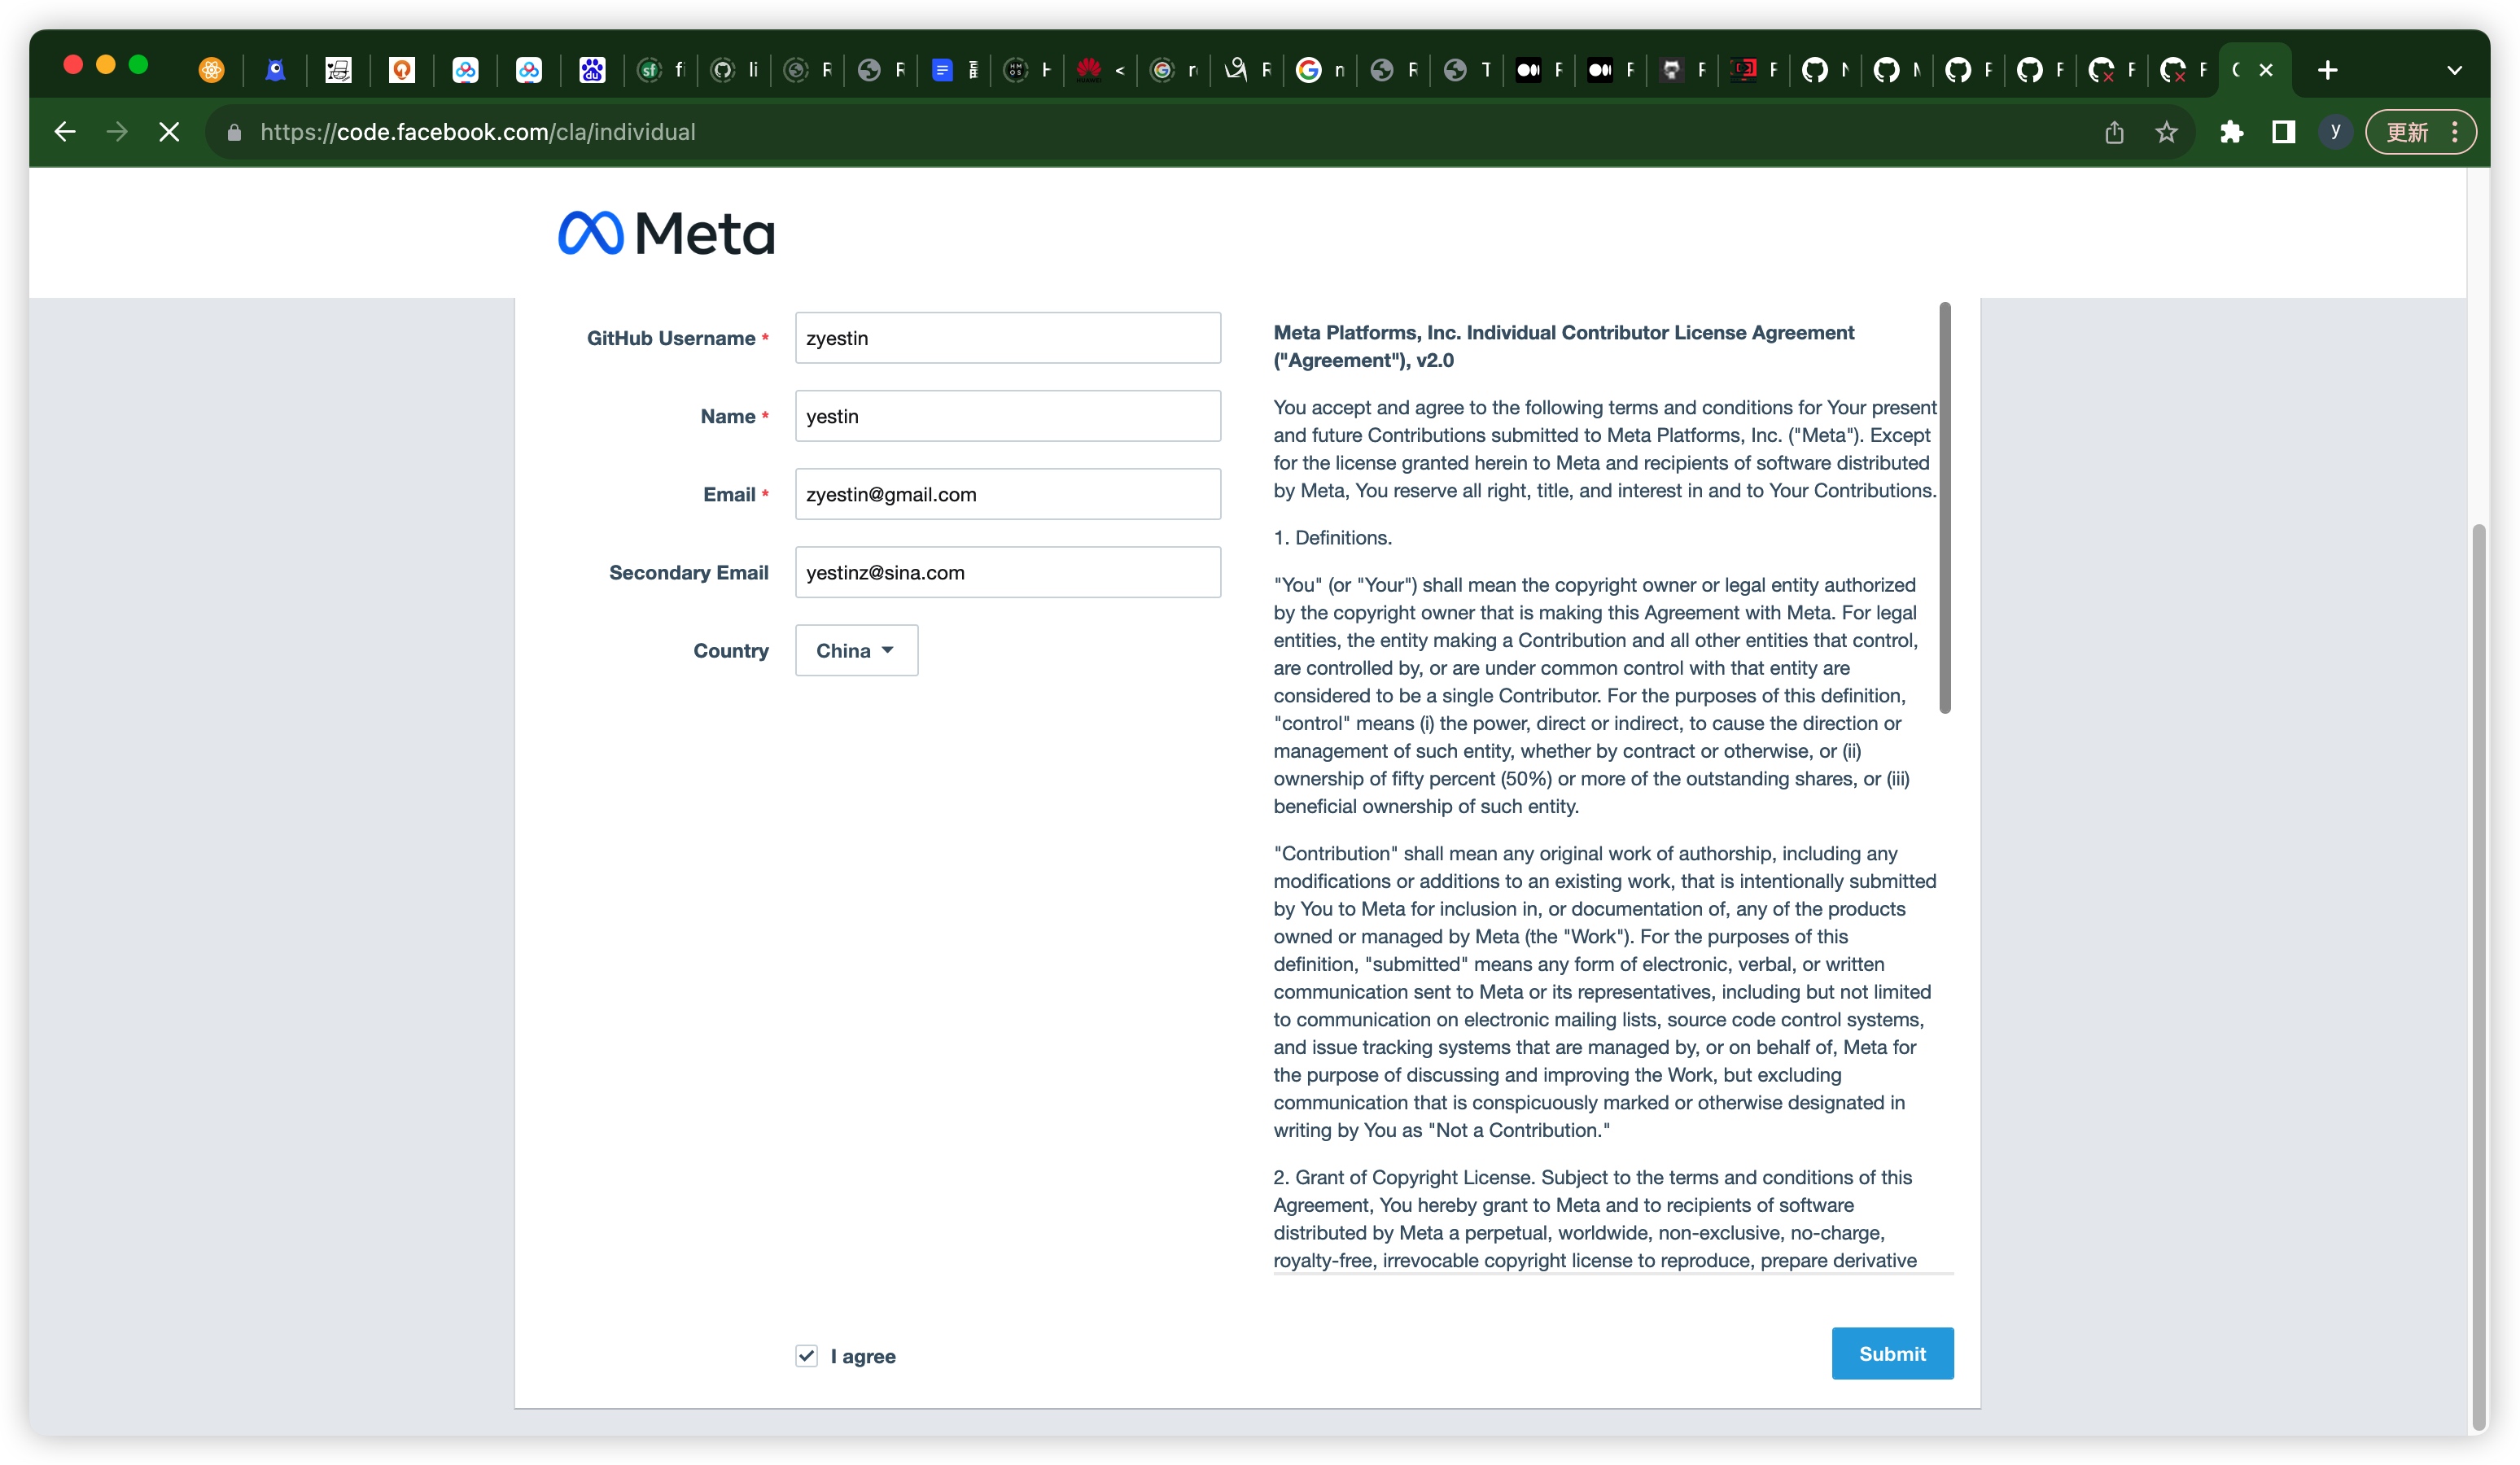 sf
f
li
F
F
HM
OS
H
<
r
F
n
F
T
F
F
F
F
F
F
F
F
https://code.facebook.com/cla/individual
y
更新
Meta
GitHub Username *
zyestin
Name *
yestin
Email *
zyestin@gmail.com
Secondary Email
yestinz@sina.com
Country
China
Meta Platforms, Inc. Individual Contributor License Agreement
("Agreement"), v2.0
You accept and agree to the following terms and conditions for Your present
and future Contributions submitted to Meta Platforms, Inc. ("Meta"). Except
for the license granted herein to Meta and recipients of software distributed
by Meta, You reserve all right, title, and interest in and to Your Contributions.
1. Definitions.
"You" (or "Your") shall mean the copyright owner or legal entity authorized
by the copyright owner that is making this Agreement with Meta. For legal
entities, the entity making a Contribution and all other entities that control,
are controlled by, or are under common control with that entity are
considered to be a single Contributor. For the purposes of this definition,
"control" means (i) the power, direct or indirect, to cause the direction or
management of such entity, whether by contract or otherwise, or (ii)
ownership of fifty percent (50%) or more of the outstanding shares, or (iii)
beneficial ownership of such entity.
"Contribution" shall mean any original work of authorship, including any
modifications or additions to an existing work, that is intentionally submitted
by You to Meta for inclusion in, or documentation of, any of the products
owned or managed by Meta (the "Work"). For the purposes of this
definition, "submitted" means any form of electronic, verbal, or written
communication sent to Meta or its representatives, including but not limited
to communication on electronic mailing lists, source code control systems,
and issue tracking systems that are managed by, or on behalf of, Meta for
the purpose of discussing and improving the Work, but excluding
communication that is conspicuously marked or otherwise designated in
writing by You as "Not a Contribution."
2. Grant of Copyright License. Subject to the terms and conditions of this
Agreement, You hereby grant to Meta and to recipients of software
distributed by Meta a perpetual, worldwide, non-exclusive, no-charge,
royalty-free, irrevocable copyright license to reproduce, prepare derivative
I agree
Submit